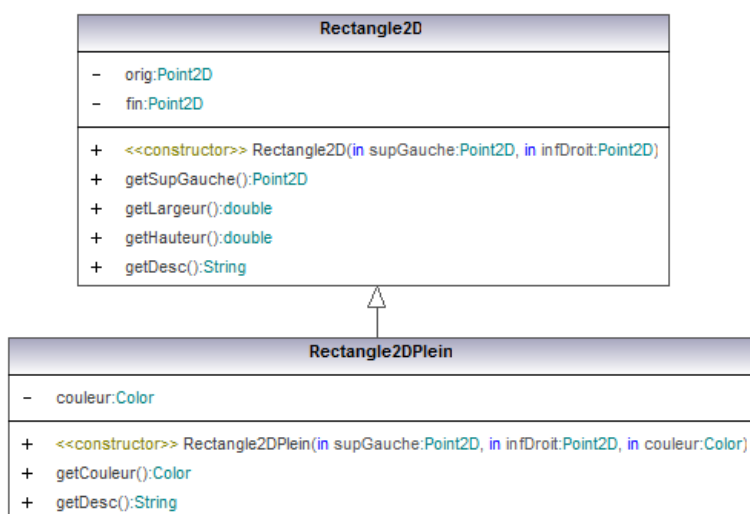 Rectangle2D
- orig:Point2D
- fin:Point2D
+ <<constructor>> Rectangle2D(in supGauche:Point2D, in infDroit:Point2D)
+ getSupGauche():Point2D
+ getLargeur():double
+ getHauteur():double
+ getDesc():String
Rectangle2DPlein
- couleur:Color
+ <<constructor>> Rectangle2DPlein(in supGauche:Point2D, in infDroit:Point2D, in couleur:Color)
+ getCouleur():Color
+ getDesc():String